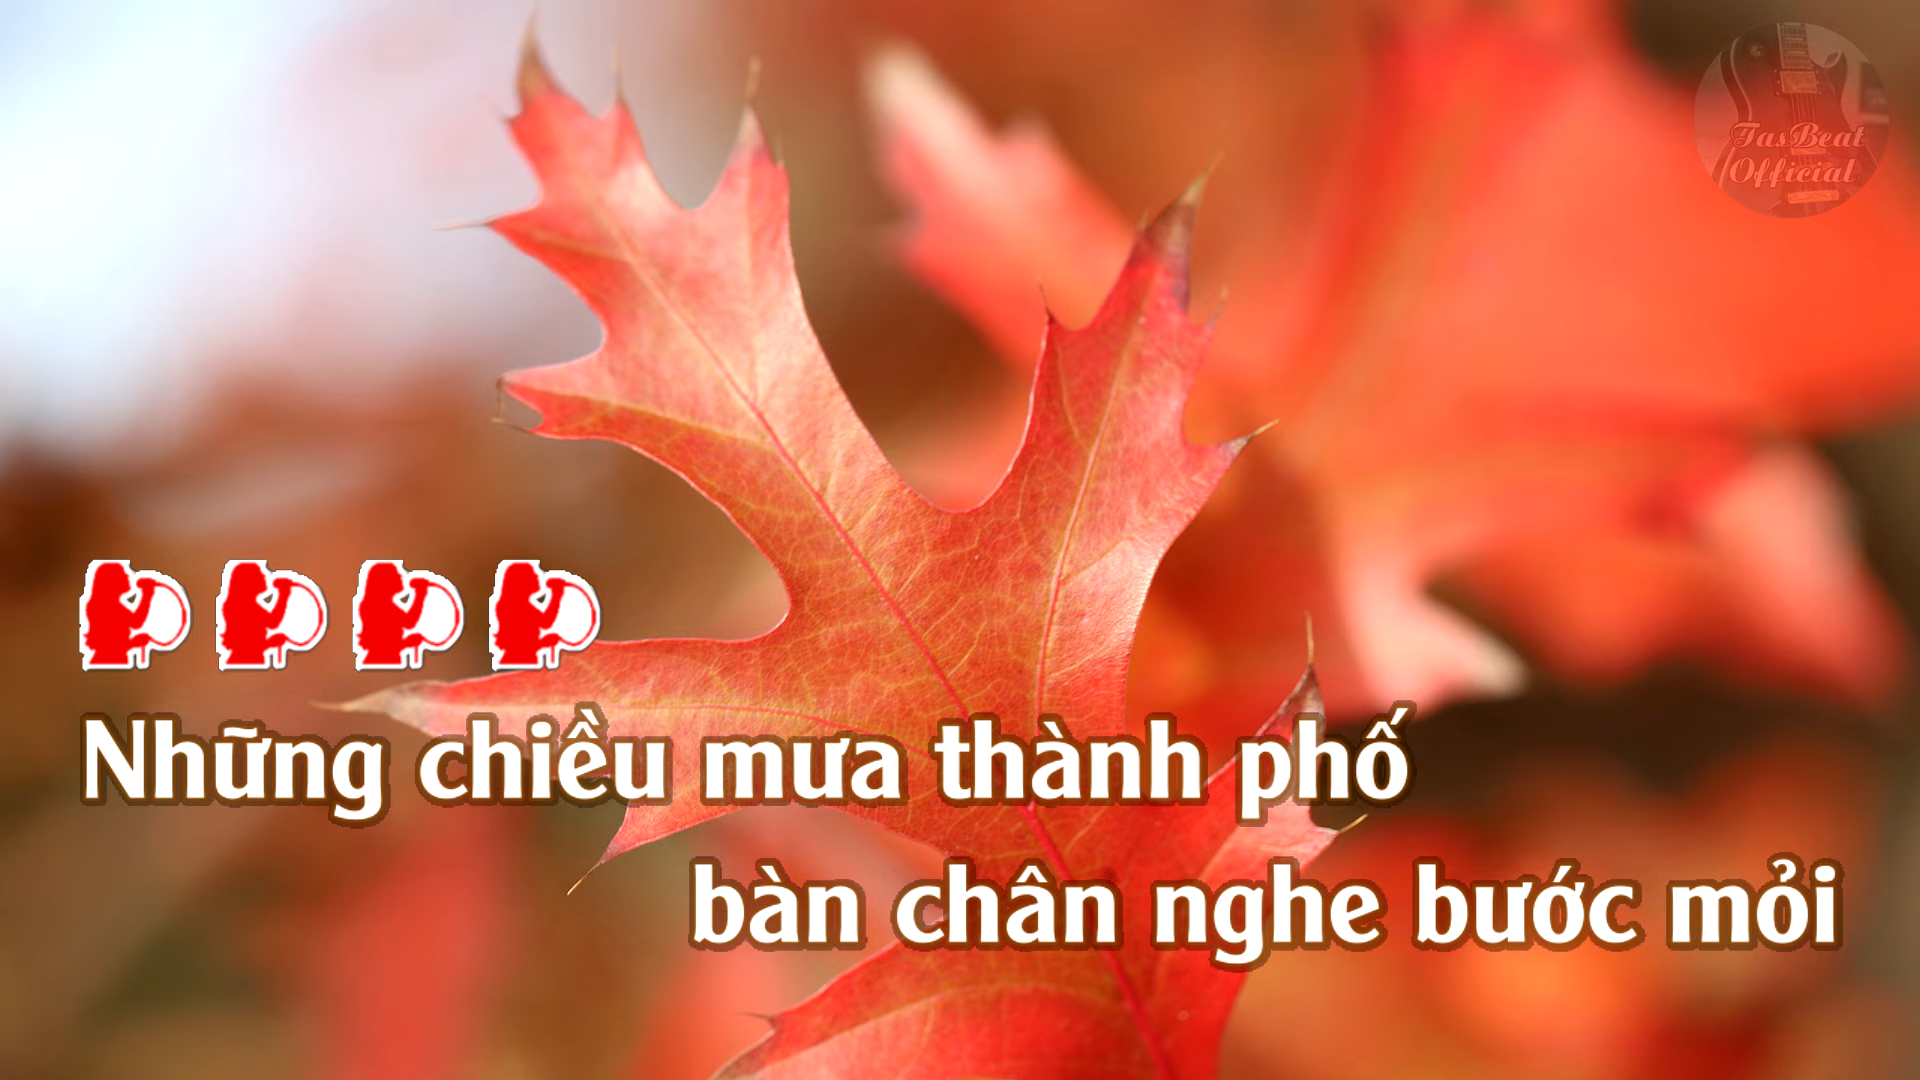 TasBeat
Official
Những chiều mưa thành phố
bàn chân nghe bước mỏi